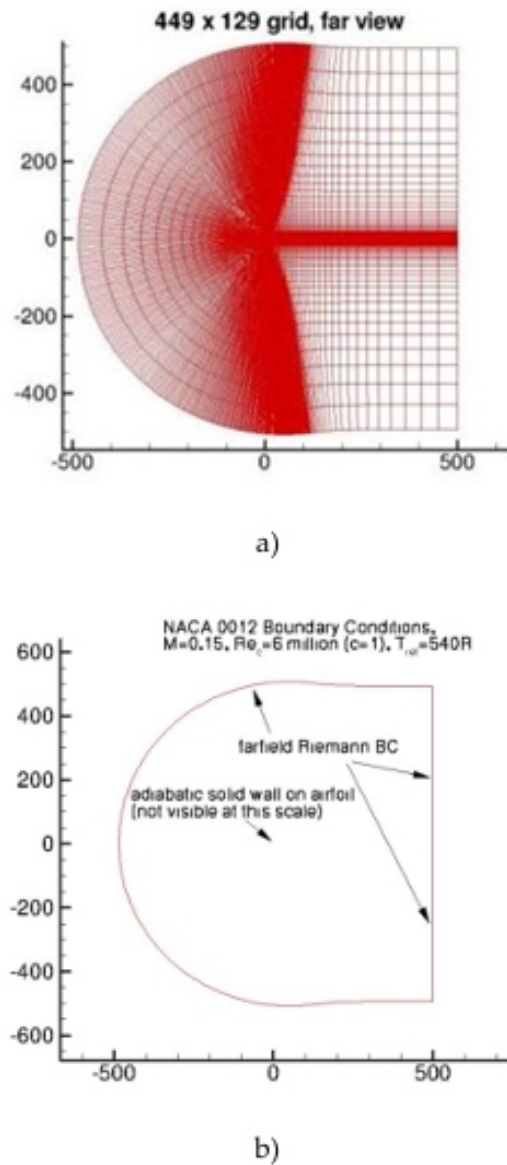 449 x 129 grid, far view
400
200
0
-200
-400
-500
0
500
a)
NACA 0012 Boundary Conditions,
M=0.15, Re_c=6 million (c=1), T_ref=540R
600
400
200
0
-200
-400
-600
farfield Riemann BC
adiabatic solid wall on airfoil
(not visible at this scale)
-500
0
500
b)